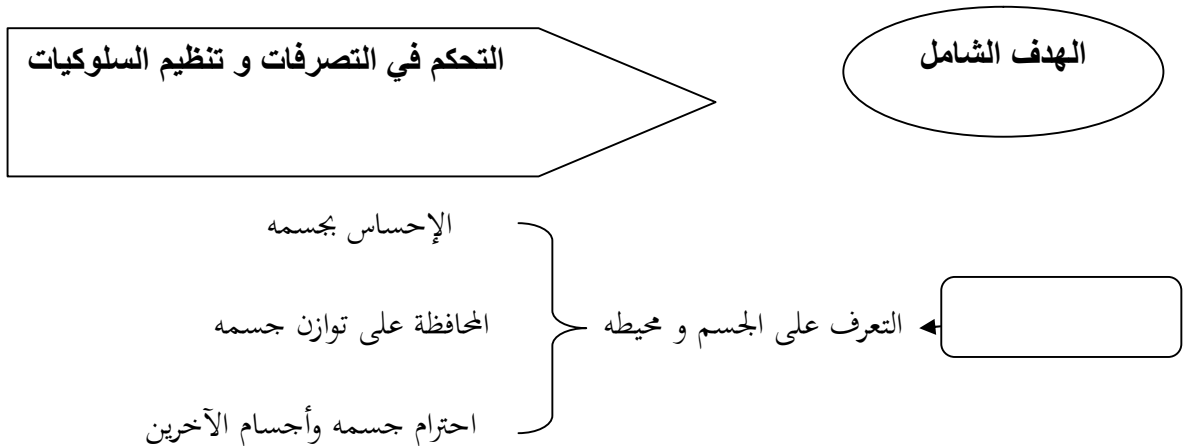 الهدف الشامل
التحكم في التصرفات و تنظيم السلوكيات
الإحساس بجسمه
التعرف على الجسم و محيطه
المحافظة على توازن جسمه
احترام جسمه وأجسام الآخرين